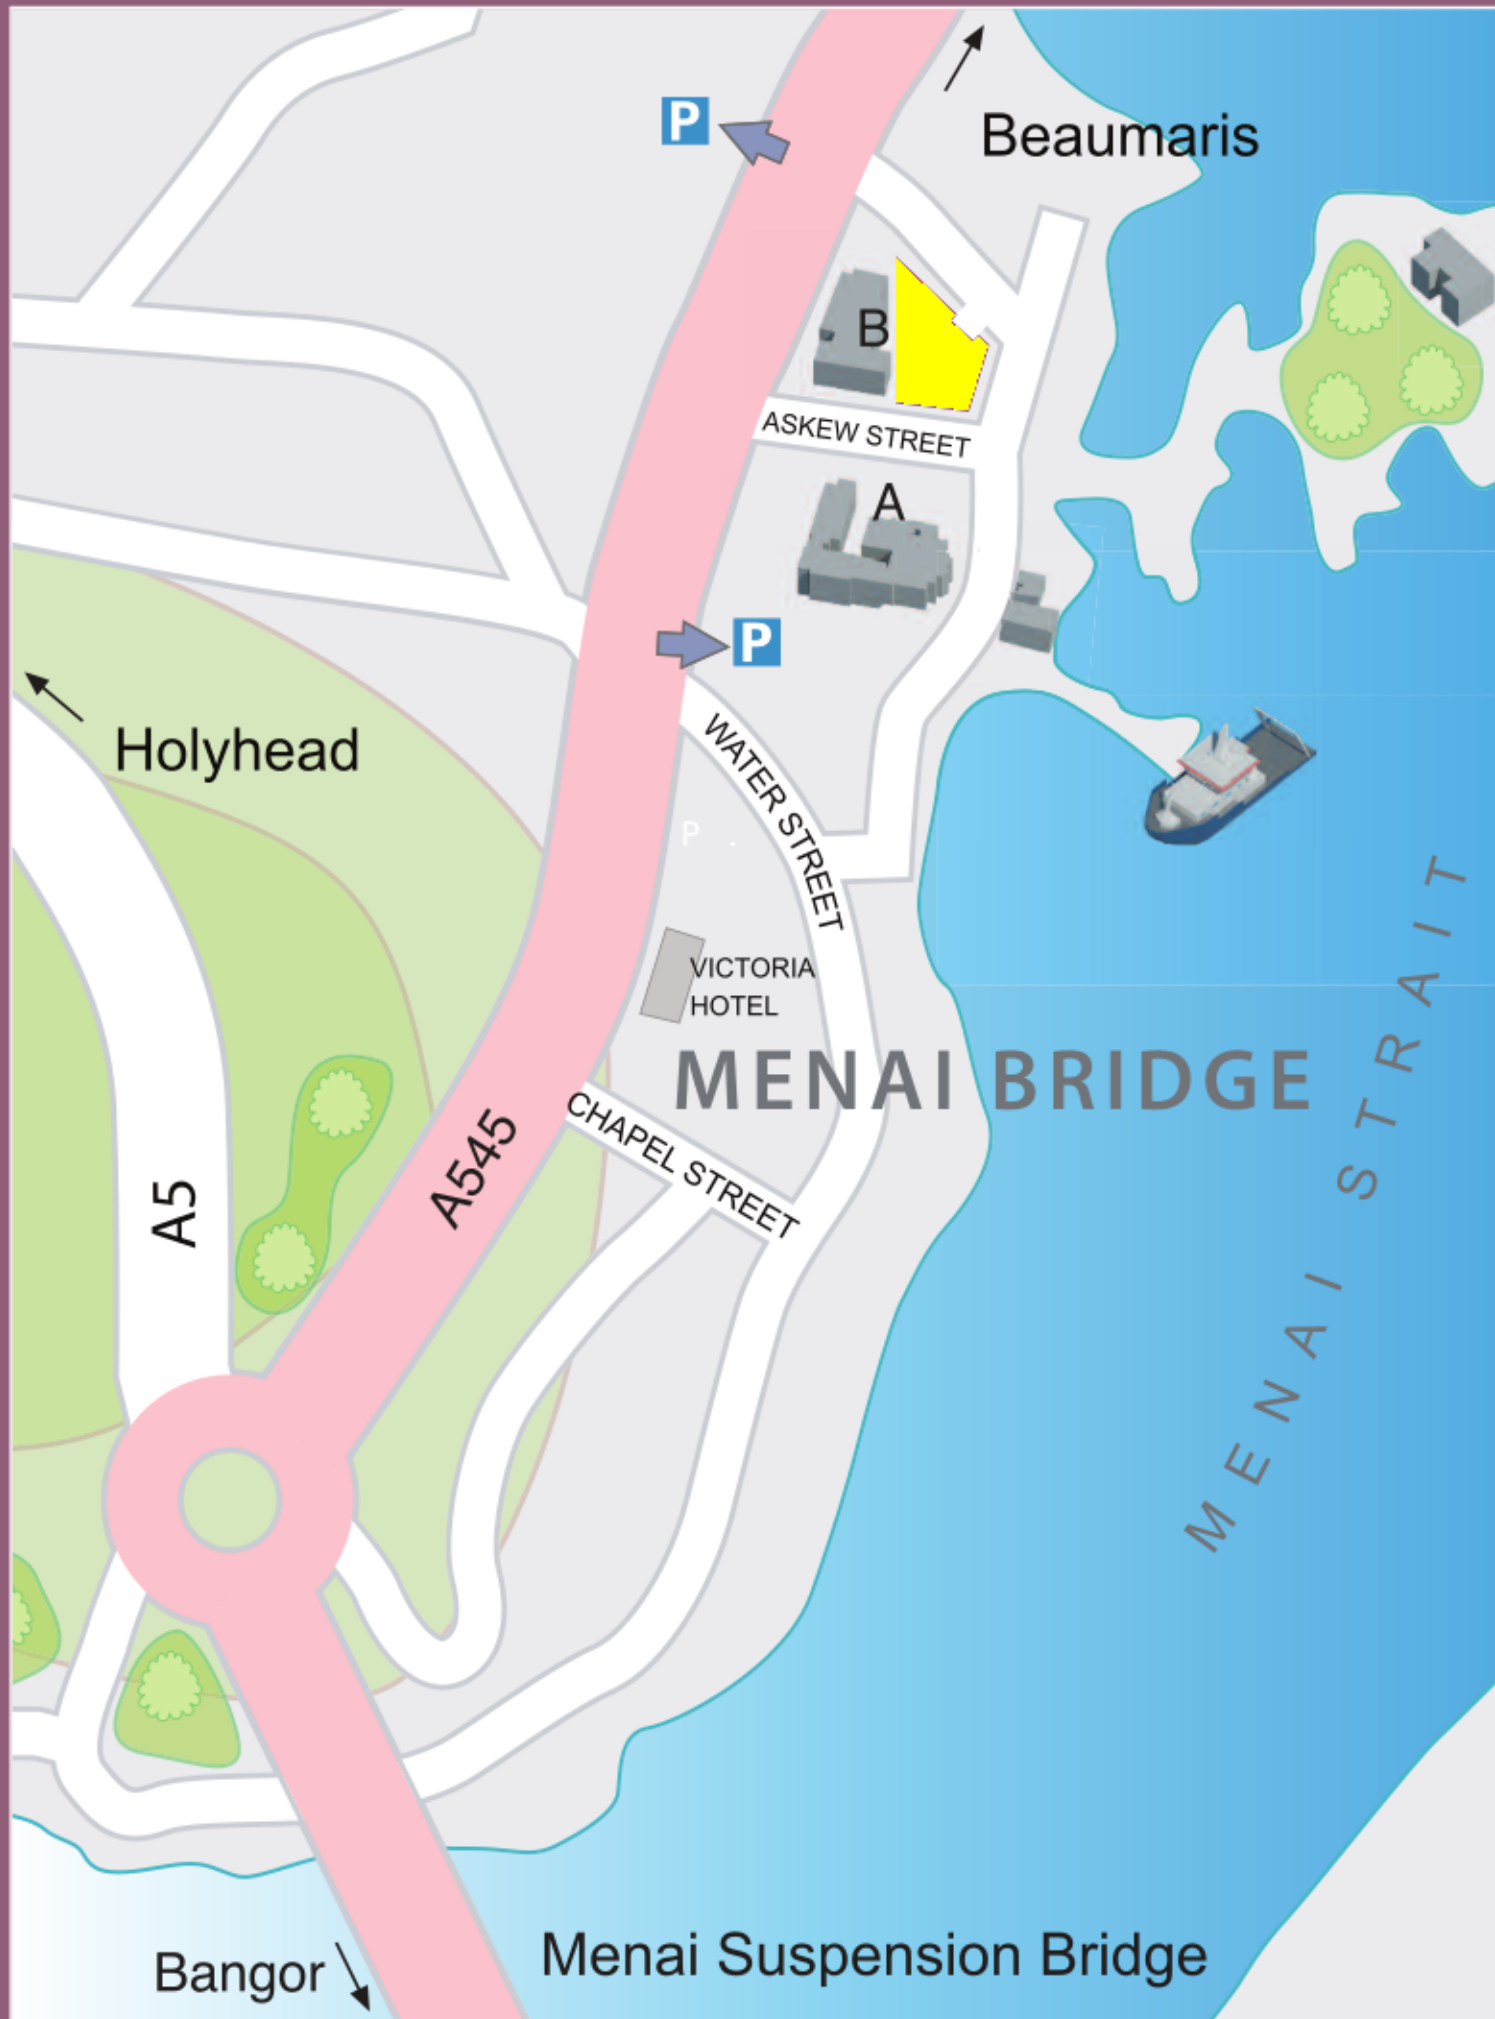 P
Beaumaris
B
ASKEW STREET
A
P
Holyhead
WATER STREET
P .
VICTORIA
HOTEL
MENAI BRIDGE
MENAI STRAIT
CHAPEL STREET
A545
A5
Menai Suspension Bridge
Bangor